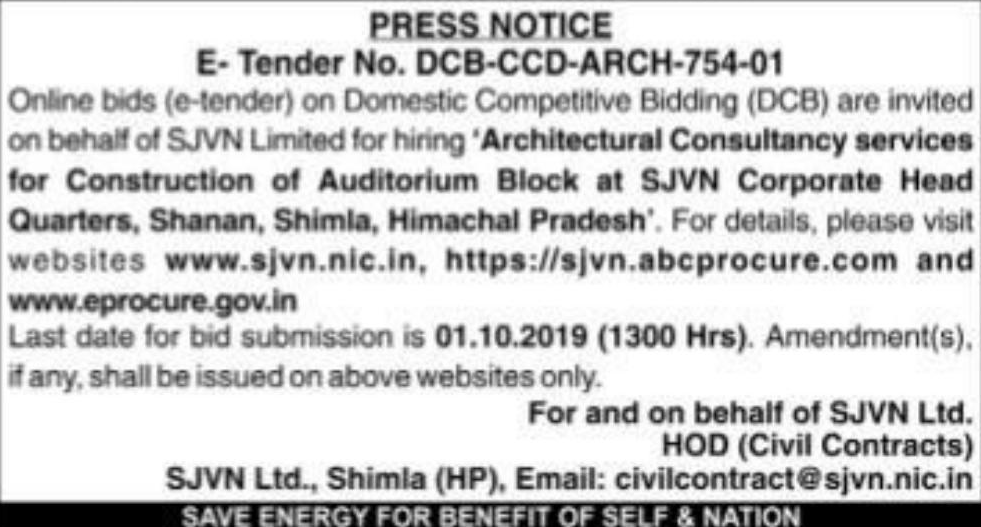 PRESS NOTICE
E- Tender No. DCB-CCD-ARCH-754-01
Online bids (e-tender) on Domestic Competitive Bidding (DCB) are invited
on behalf of SJVN Limited for hiring 'Architectural Consultancy services
for Construction of Auditorium Block at SJVN Corporate Head
Quarters, Shanan, Shimla, Himachal Pradesh'. For details, please visit
websites www.sjvn.nic.in, https://sjvn.abcprocure.com and
www.eprocure.gov.in
Last date for bid submission is 01.10.2019 (1300 Hrs). Amendment(s),
if any, shall be issued on above websites only.
For and on behalf of SJVN Ltd.
HOD (Civil Contracts)
SJVN Ltd., Shimla (HP), Email: civilcontract@sjvn.nic.in
SAVE ENERGY FOR BENEFIT OF SELF & NATION